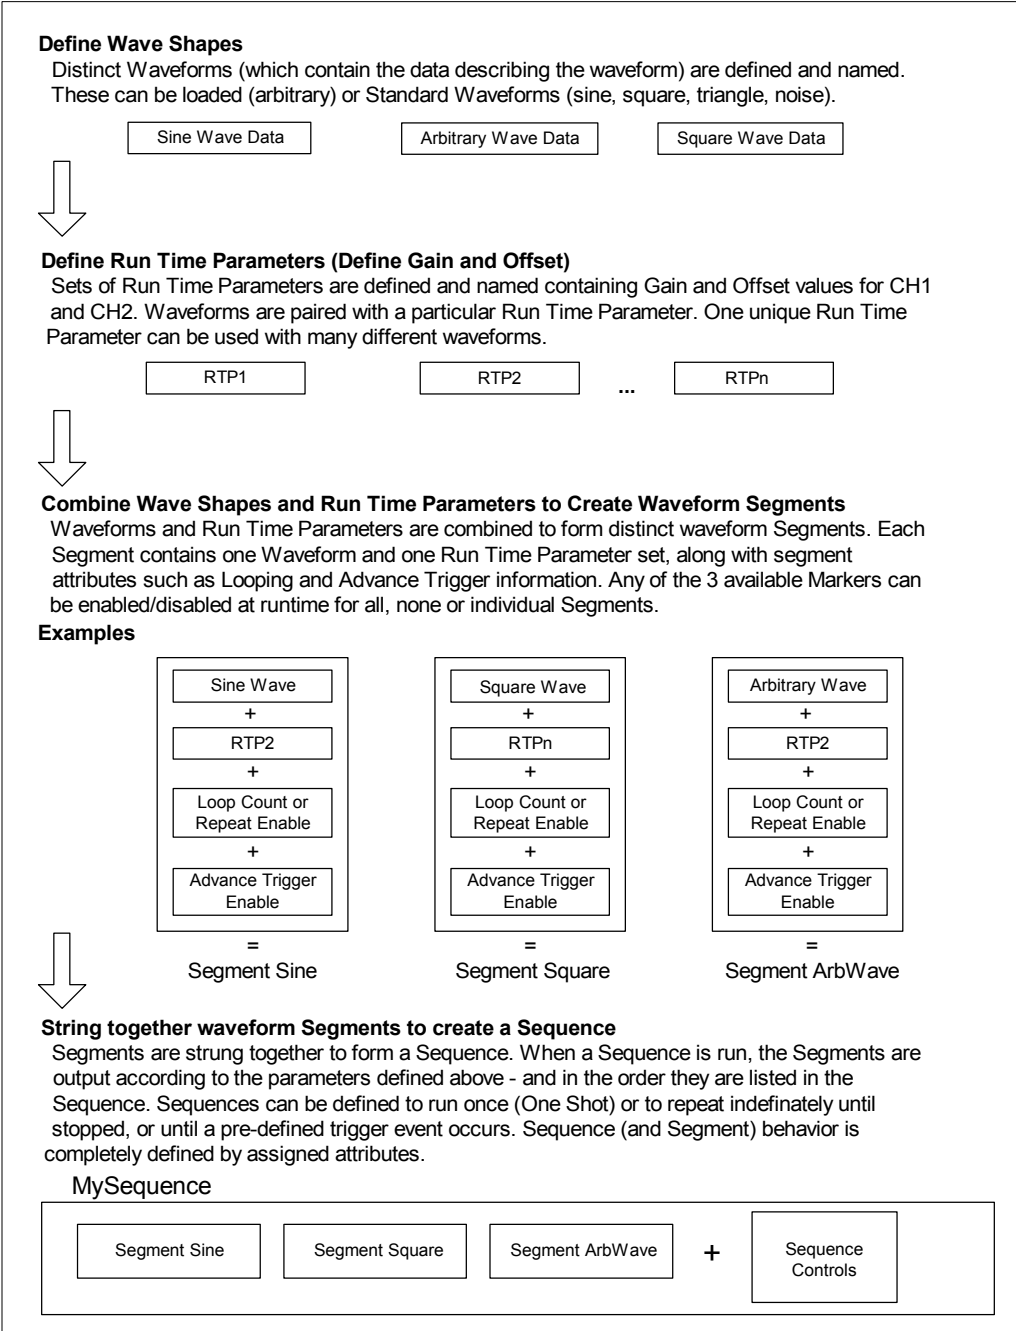 Define Wave Shapes
Distinct Waveforms (which contain the data describing the waveform) are defined and named.
These can be loaded (arbitrary) or Standard Waveforms (sine, square, triangle, noise).
Sine Wave Data
Arbitrary Wave Data
Square Wave Data
Define Run Time Parameters (Define Gain and Offset)
Sets of Run Time Parameters are defined and named containing Gain and Offset values for CH1
and CH2. Waveforms are paired with a particular Run Time Parameter. One unique Run Time
Parameter can be used with many different waveforms.
RTP1
RTP2
...
RTPn
Combine Wave Shapes and Run Time Parameters to Create Waveform Segments
Waveforms and Run Time Parameters are combined to form distinct waveform Segments. Each
Segment contains one Waveform and one Run Time Parameter set, along with segment
attributes such as Looping and Advance Trigger information. Any of the 3 available Markers can
be enabled/disabled at runtime for all, none or individual Segments.
Examples
Sine Wave
+
RTP2
+
Loop Count or
Repeat Enable
+
Advance Trigger
Enable
=
Segment Sine
Square Wave
+
RTPn
+
Loop Count or
Repeat Enable
+
Advance Trigger
Enable
=
Segment Square
Arbitrary Wave
+
RTP2
+
Loop Count or
Repeat Enable
+
Advance Trigger
Enable
=
Segment ArbWave
String together waveform Segments to create a Sequence
Segments are strung together to form a Sequence. When a Sequence is run, the Segments are
output according to the parameters defined above - and in the order they are listed in the
Sequence. Sequences can be defined to run once (One Shot) or to repeat indefinately until
stopped, or until a pre-defined trigger event occurs. Sequence (and Segment) behavior is
completely defined by assigned attributes.
MySequence
Segment Sine
Segment Square
Segment ArbWave
+
Sequence
Controls